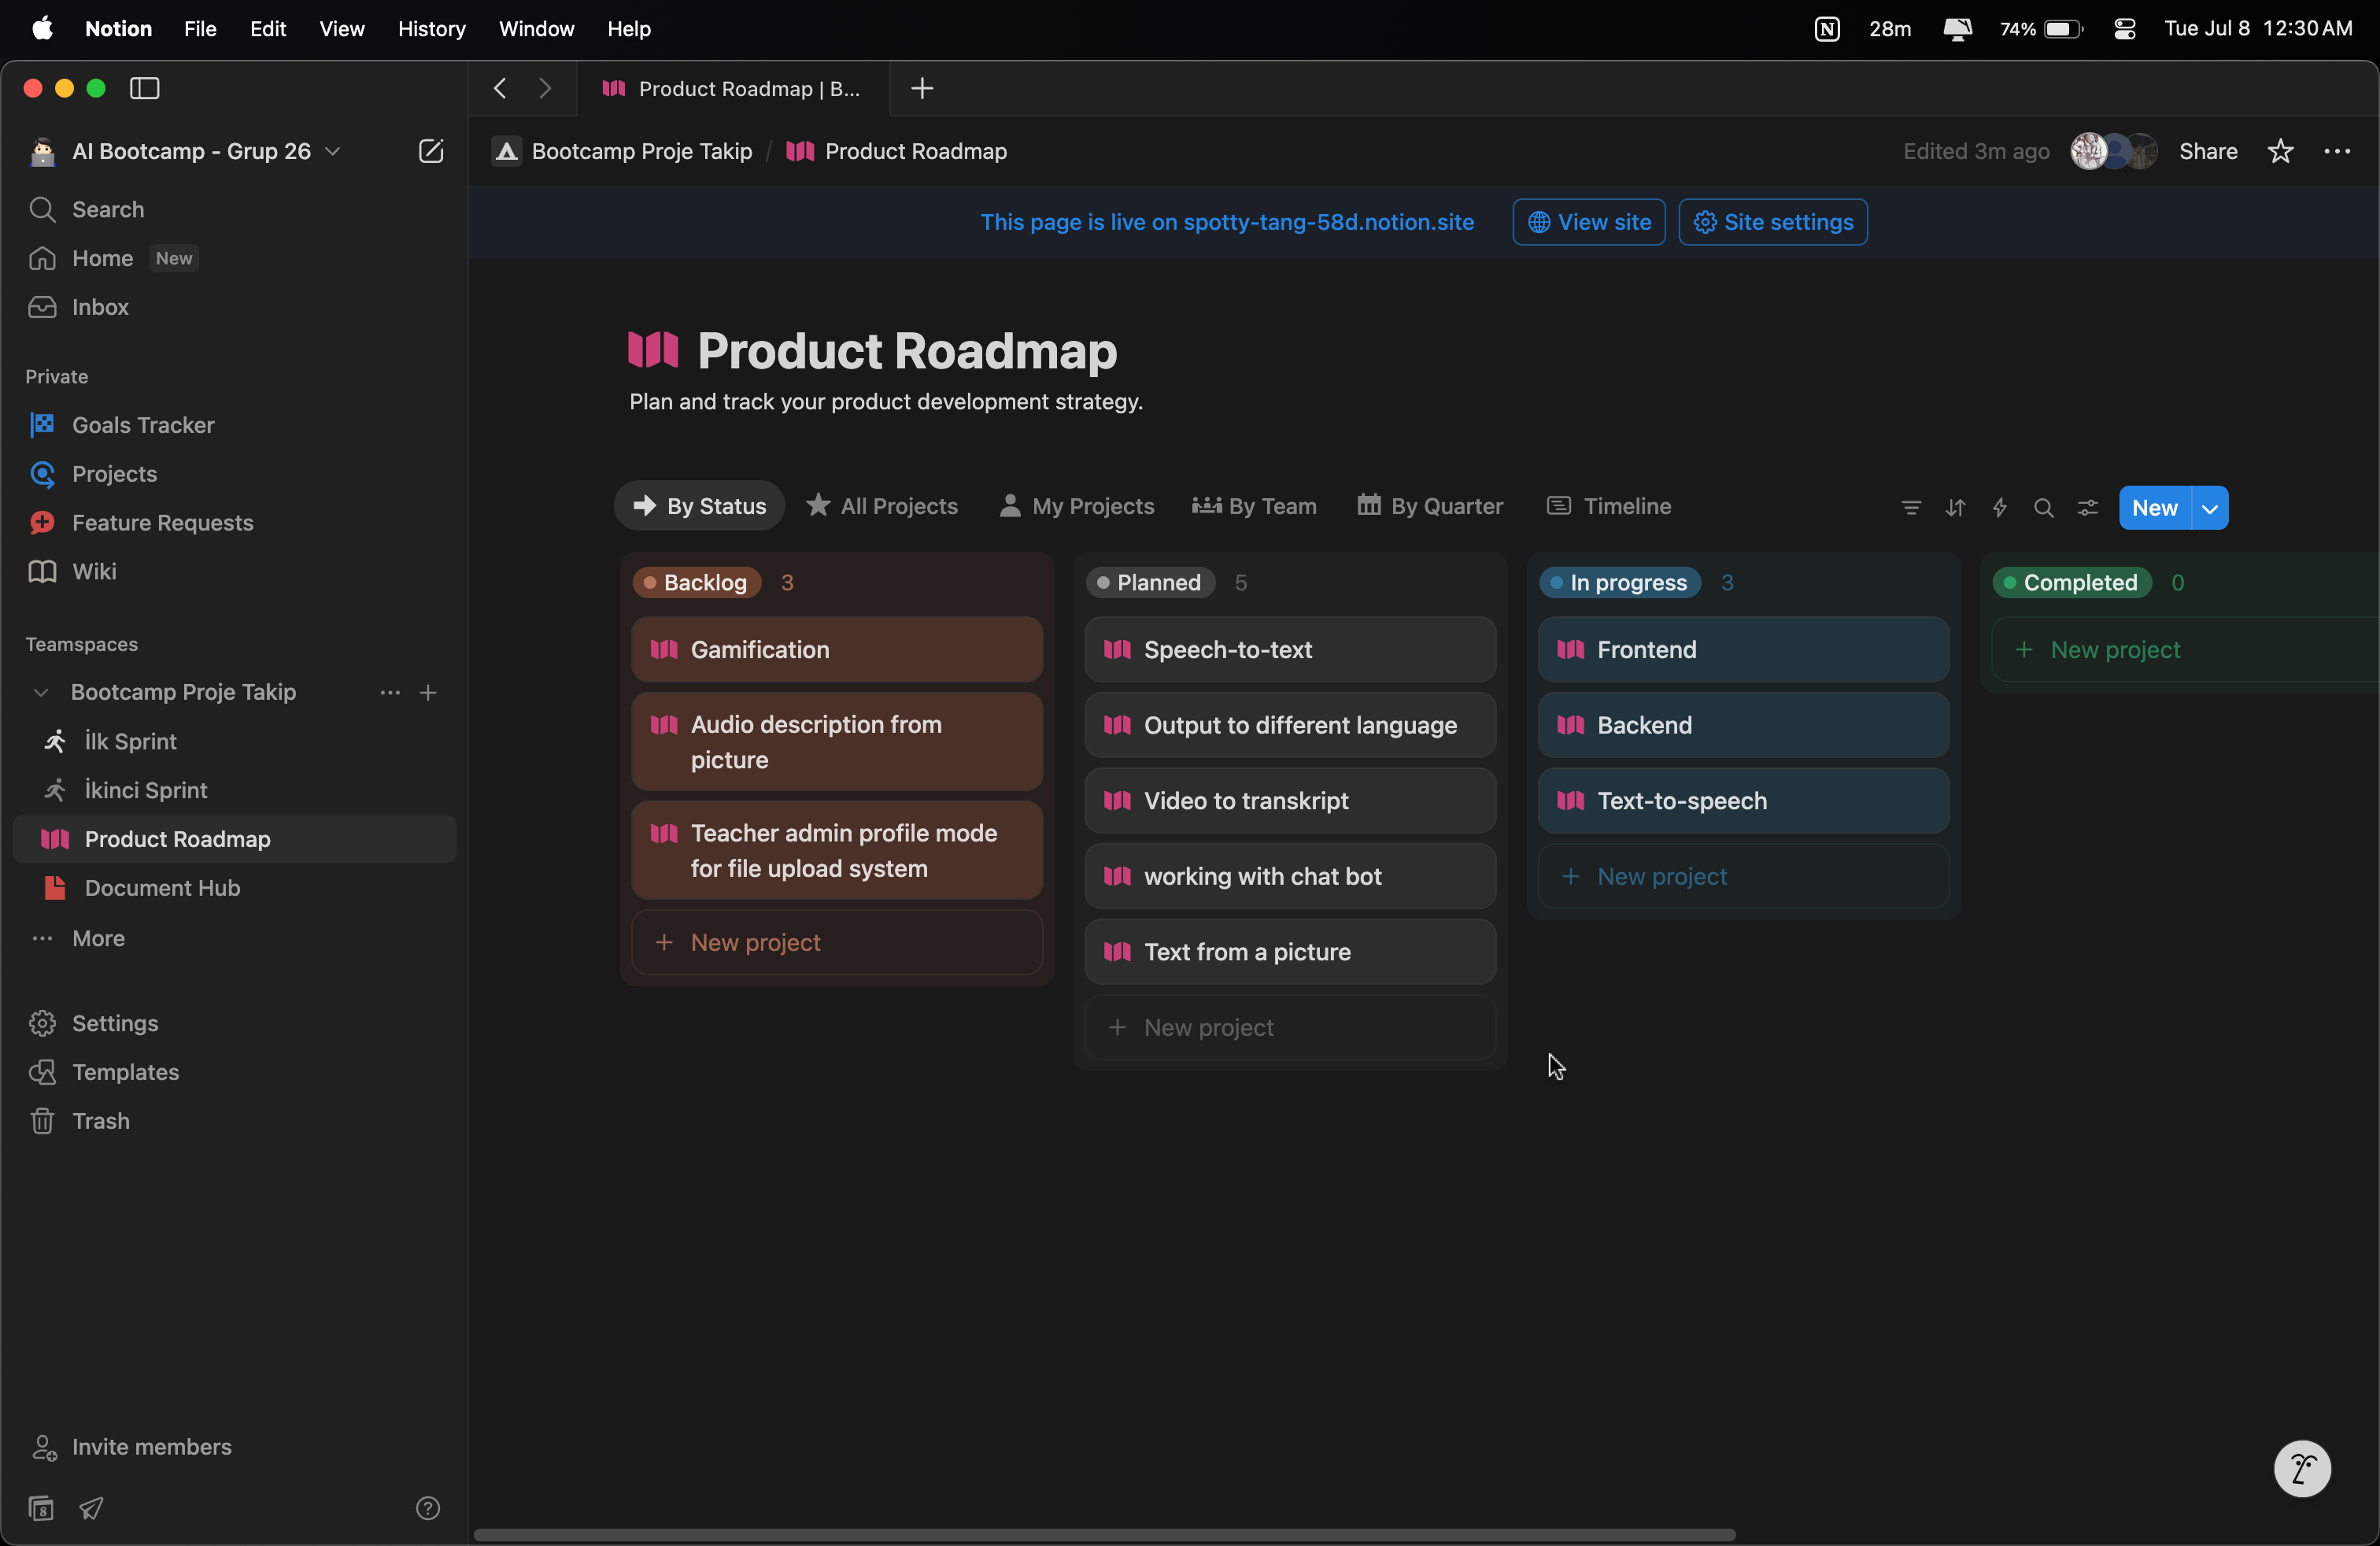 Notion File Edit View History Window Help
28m 74% Tue Jul 8 12:30 AM
Product Roadmap | B...
AI Bootcamp - Grup 26
Bootcamp Proje Takip / Product Roadmap
Edited 3m ago Share
Search
Home New
Inbox
This page is live on spotty-tang-58d.notion.site View site Site settings
Private
Goals Tracker
Projects
Feature Requests
Wiki
Teamspaces
Bootcamp Proje Takip
İlk Sprint
İkinci Sprint
Product Roadmap
Document Hub
More
Settings
Templates
Trash
Invite members
8
Product Roadmap
Plan and track your product development strategy.
By Status All Projects My Projects By Team By Quarter Timeline New
Backlog 3
Gamification
Audio description from
picture
Teacher admin profile mode
for file upload system
New project
Planned 5
Speech-to-text
Output to different language
Video to transkript
working with chat bot
Text from a picture
New project
In progress 3
Frontend
Backend
Text-to-speech
New project
Completed 0
New project